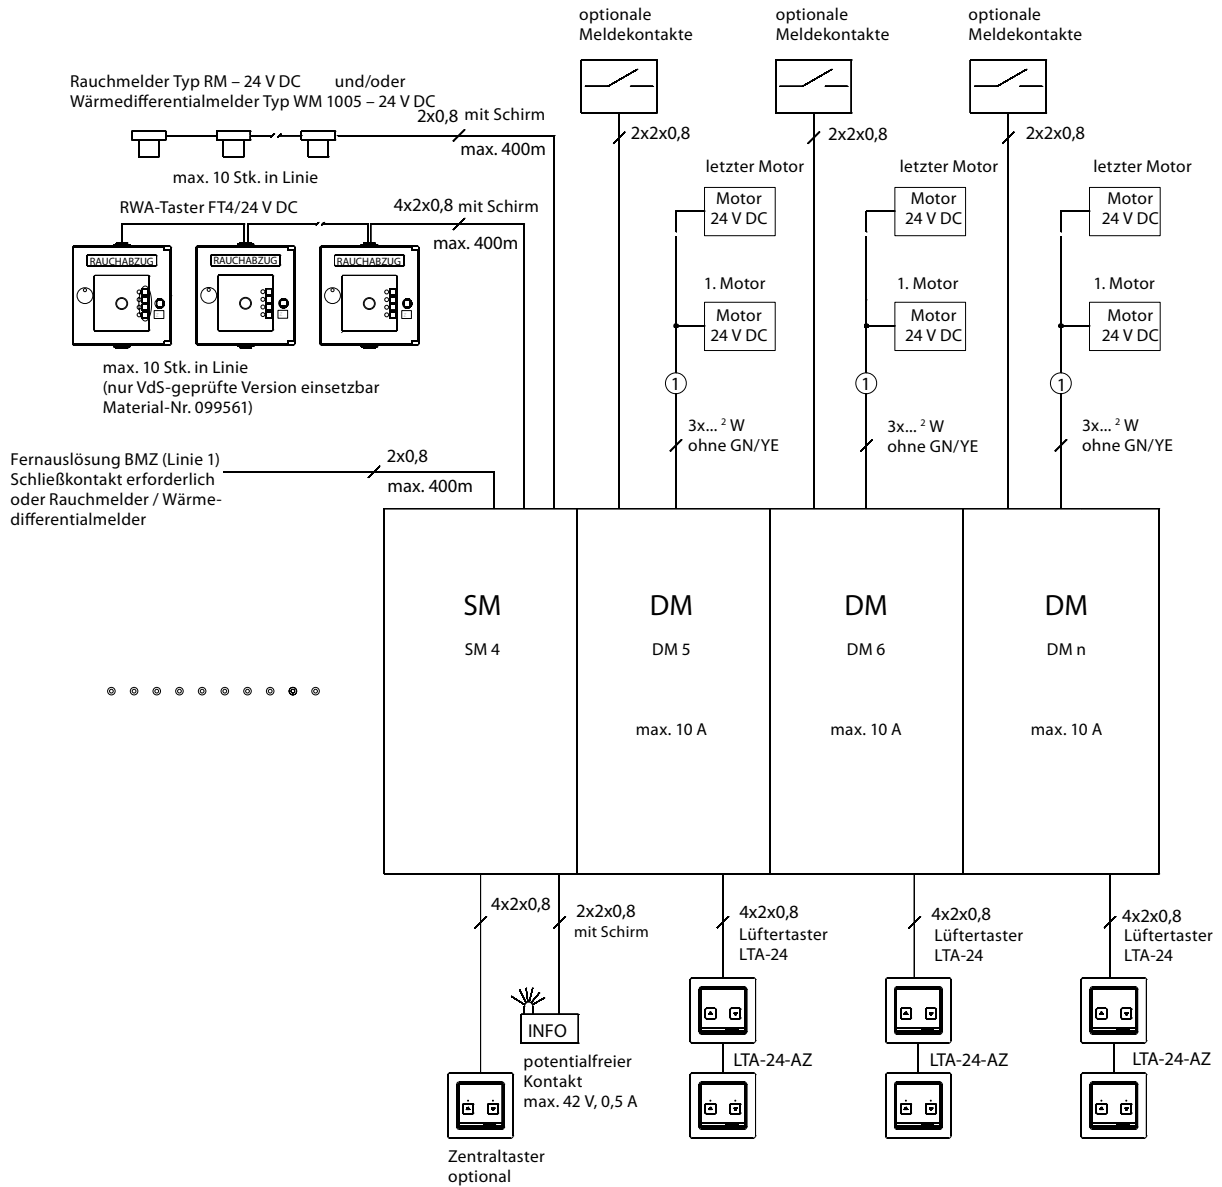 optionale
Meldekontakte
optionale
Meldekontakte
optionale
Meldekontakte
Rauchmelder Typ RM – 24 V DC und/oder
Wärmedifferentialmelder Typ WM 1005 – 24 V DC
2x0,8 mit Schirm
max. 400m
max. 10 Stk. in Linie
2x2x0,8
2x2x0,8
2x2x0,8
letzter Motor
letzter Motor
letzter Motor
Motor
24 V DC
Motor
24 V DC
Motor
24 V DC
RWA-Taster FT4/24 V DC
4x2x0,8 mit Schirm
max. 400m
RAUCHABZUG
RAUCHABZUG
RAUCHABZUG
1. Motor
1. Motor
1. Motor
Motor
24 V DC
Motor
24 V DC
Motor
24 V DC
max. 10 Stk. in Linie
(nur VdS-geprüfte Version einsetzbar
Material-Nr. 099561)
1
1
1
3x... ² W
ohne GN/YE
3x... ² W
ohne GN/YE
3x... ² W
ohne GN/YE
Fernauslösung BMZ (Linie 1)
Schließkontakt erforderlich
oder Rauchmelder / Wärme-
differentialmelder
2x0,8
max. 400m
SM
SM 4
DM
DM 5
max. 10 A
DM
DM 6
max. 10 A
DM
DM n
max. 10 A
4x2x0,8
2x2x0,8
mit Schirm
4x2x0,8
Lüftertaster
LTA-24
4x2x0,8
Lüftertaster
LTA-24
4x2x0,8
Lüftertaster
LTA-24
INFO
potentialfreier
Kontakt
max. 42 V, 0,5 A
LTA-24-AZ
LTA-24-AZ
LTA-24-AZ
Zentraltaster
optional